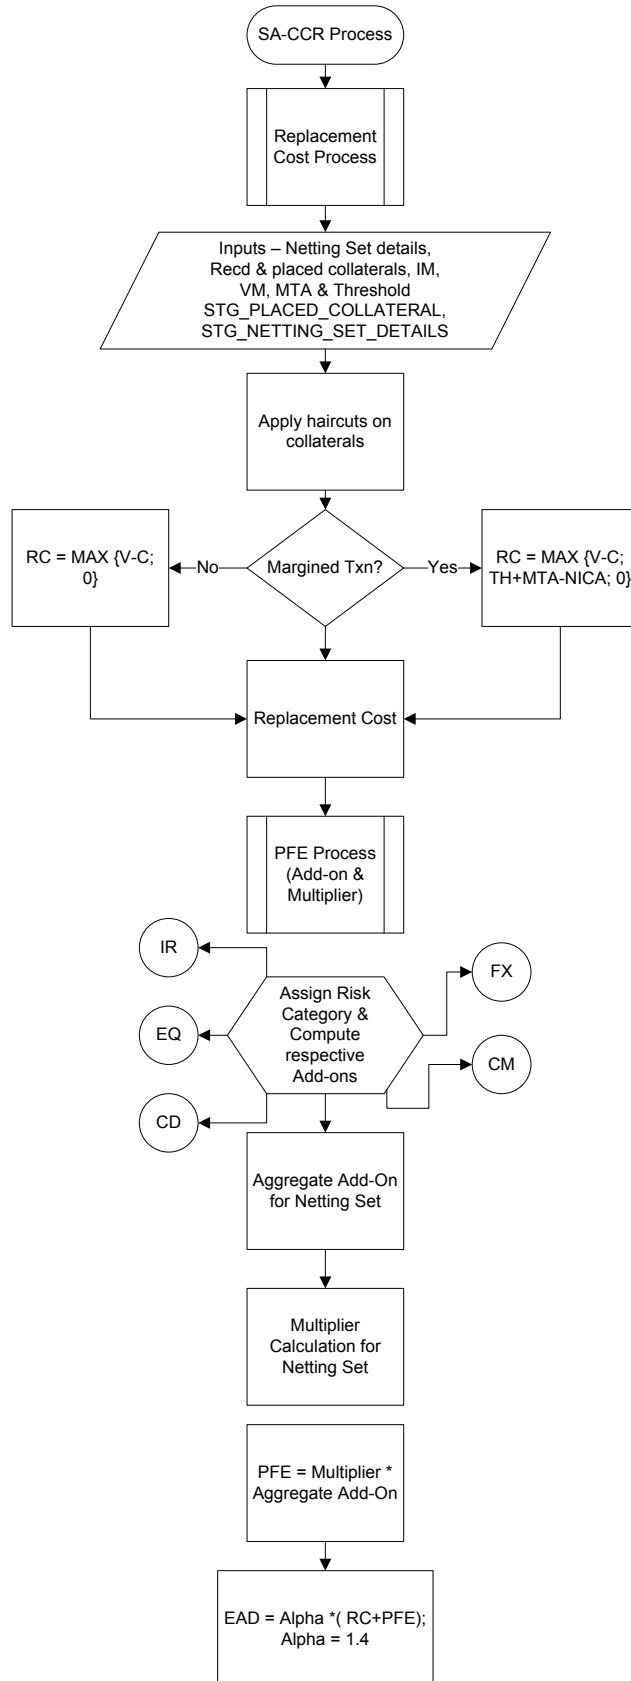 SA-CCR Process
Replacement
Cost Process
Inputs – Netting Set details,
Recd & placed collaterals, IM,
VM, MTA & Threshold
STG_PLACED_COLLATERAL,
STG_NETTING_SET_DETAILS
Apply haircuts on
collaterals
RC = MAX {V-C;
0}
No
Margined Txn?
Yes
RC = MAX {V-C;
TH+MTA-NICA; 0}
Replacement Cost
PFE Process
(Add-on &
Multiplier)
IR
EQ
CD
Assign Risk
Category &
Compute
respective
Add-ons
FX
CM
Aggregate Add-On
for Netting Set
Multiplier
Calculation for
Netting Set
PFE = Multiplier *
Aggregate Add-On
EAD = Alpha *( RC+PFE);
Alpha = 1.4